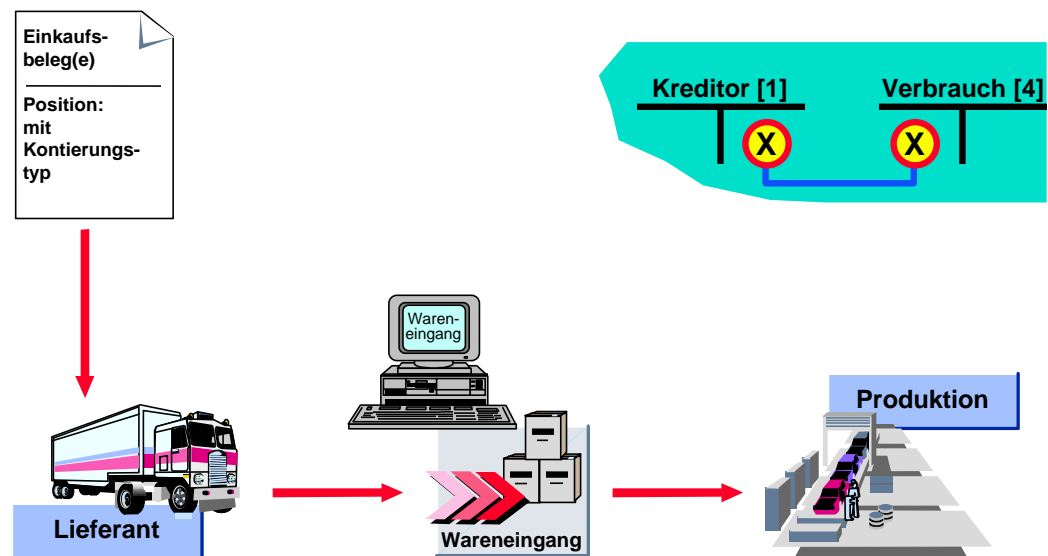 Einkaufs-
beleg(e)
Position:
mit
Kontierungs-
typ
Kreditor [1]
Verbrauch [4]
X
X
Waren-
eingang
Produktion
Lieferant
Wareneingang